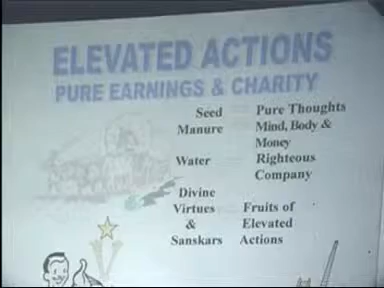 ELEVATED ACTIONS
PURE EARNINGS & CHARITY
Seed Pure Thoughts
Manure Mind, Body &
Money
Water Righteous
Company
Divine
Virtues Fruits of
& Elevated
Sanskars Actions